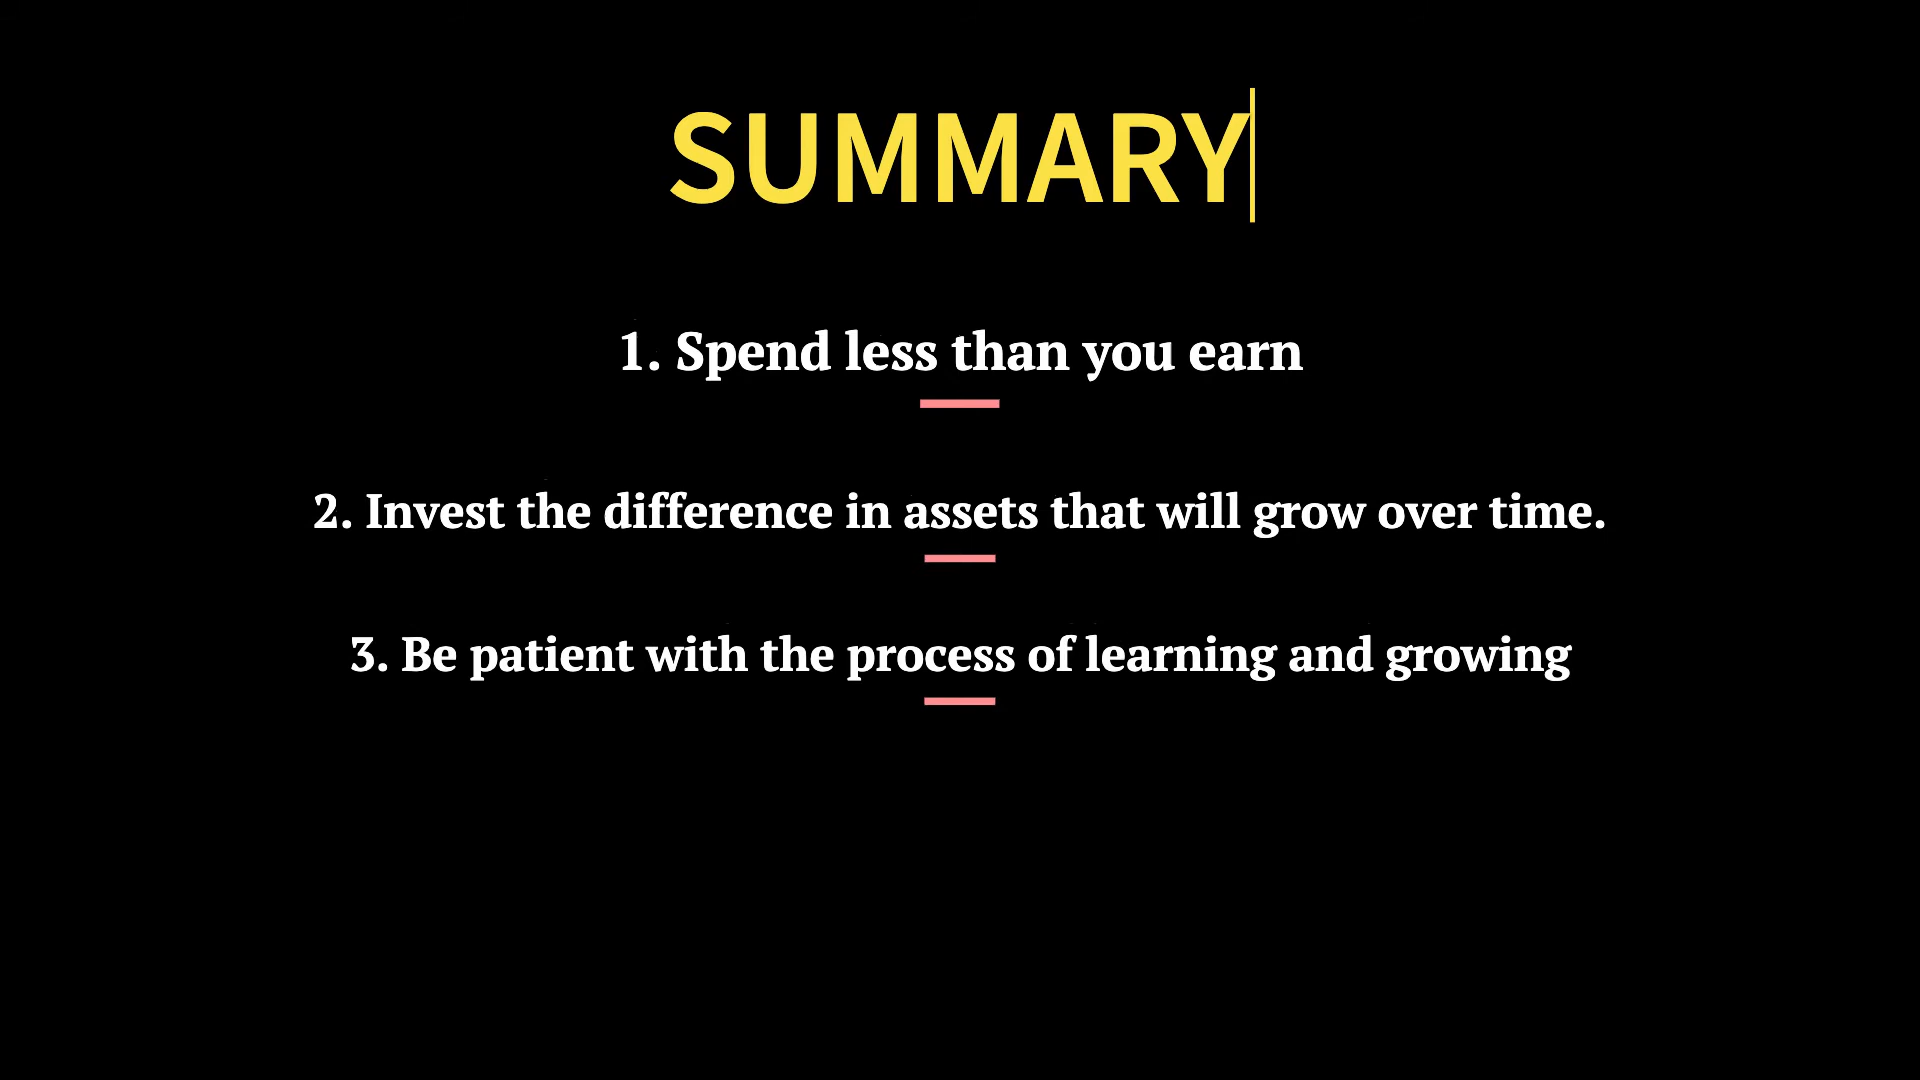 SUMMARY
1. Spend less than you earn
2. Invest the difference in assets that will grow over time.
3. Be patient with the process of learning and growing